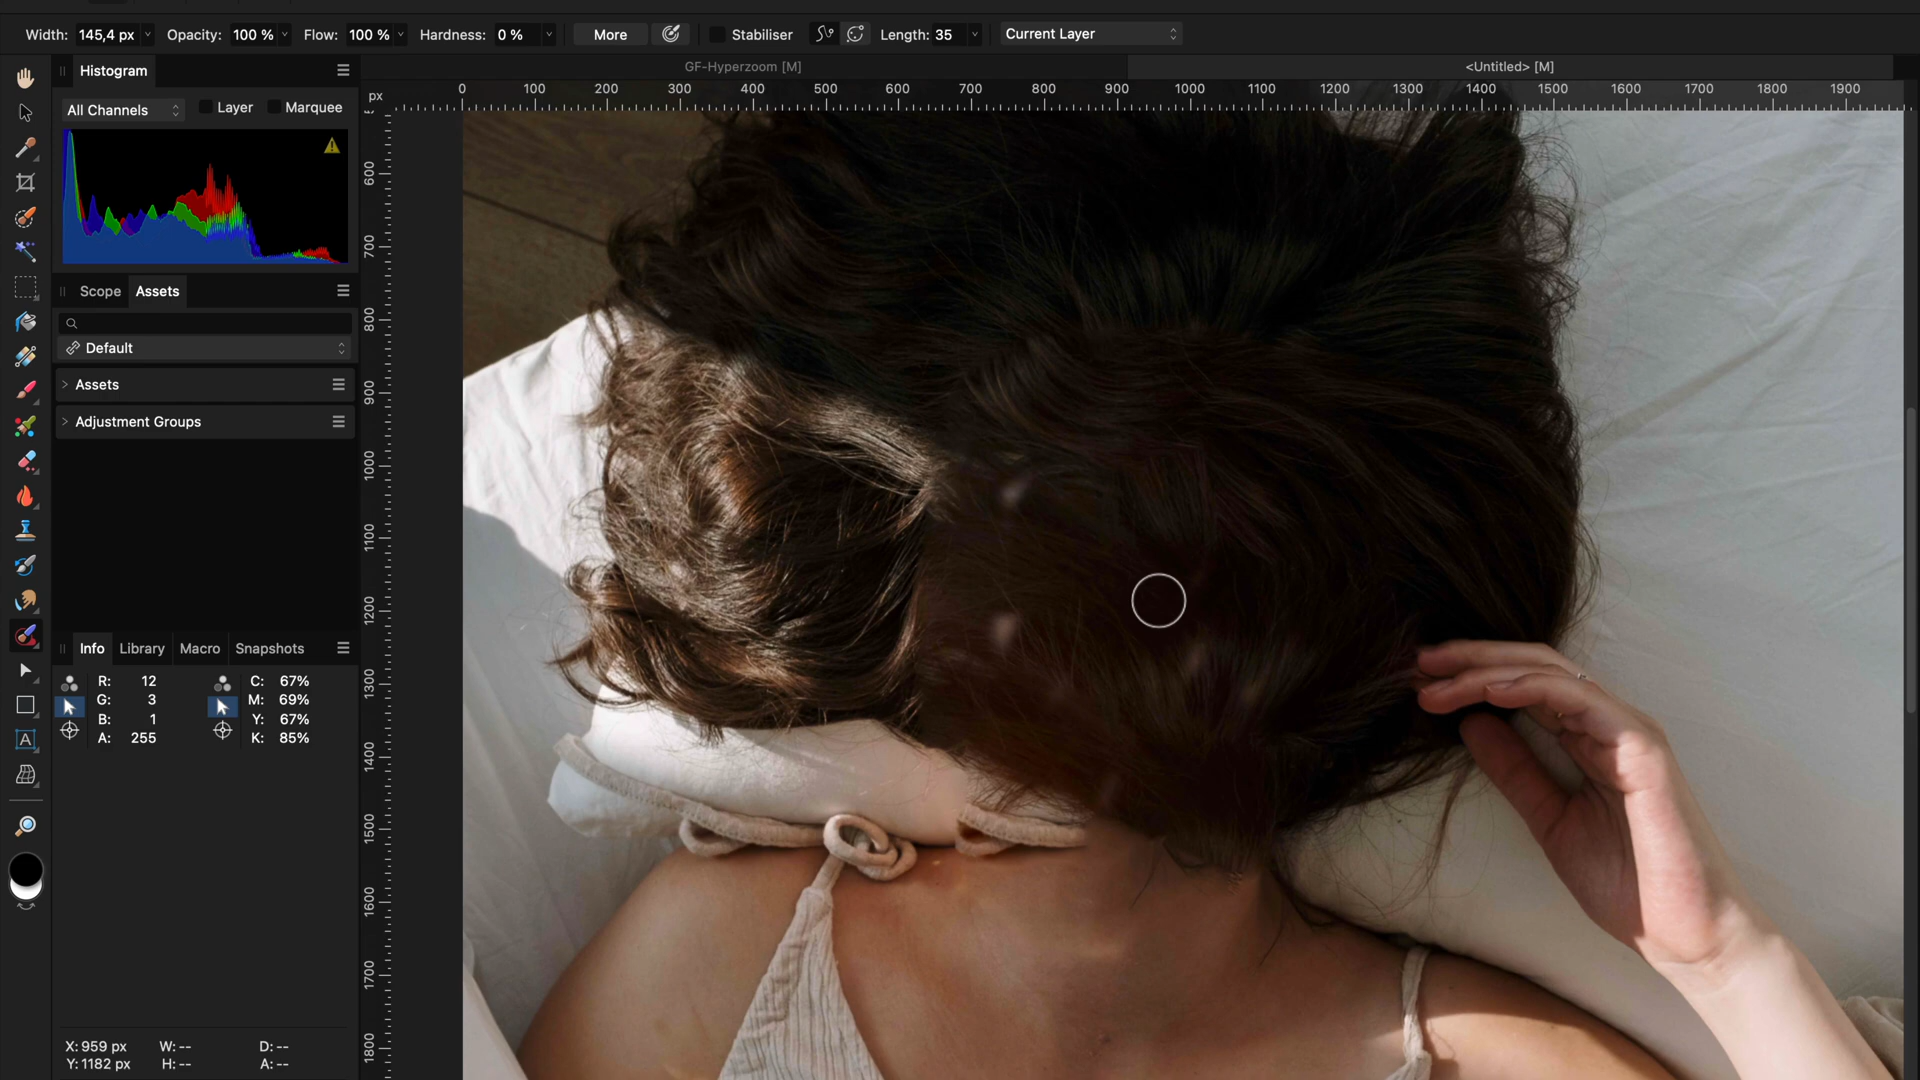 Width: 145,4 px Opacity: 100 % Flow: 100 % Hardness: 0 % More Stabiliser Length: 35 Current Layer
GF-Hyperzoom [M] <Untitled> [M]
Histogram
px 0 100 200 300 400 500 600 700 800 900 1000 1100 1200 1300 1400 1500 1600 1700 1800 1900
All Channels Layer Marquee
Scope Assets
Default
Assets
Adjustment Groups
600
700
800
900
1000
1100
1200
1300
1400
1500
1600
1700
1800
Info Library Macro Snapshots
R: 12 C: 67%
G: 3 M: 69%
B: 1 Y: 67%
A: 255 K: 85%
A
X: 959 px W: -- D: --
Y: 1182 px H: -- A: --